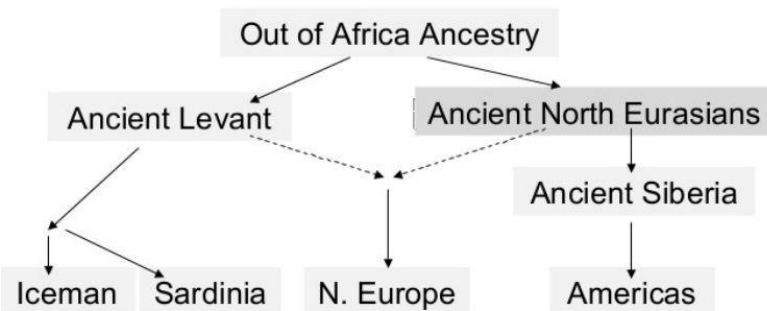 Out of Africa Ancestry
Ancient Levant
Ancient North Eurasians
Ancient Siberia
Iceman
Sardinia
N. Europe
Americas